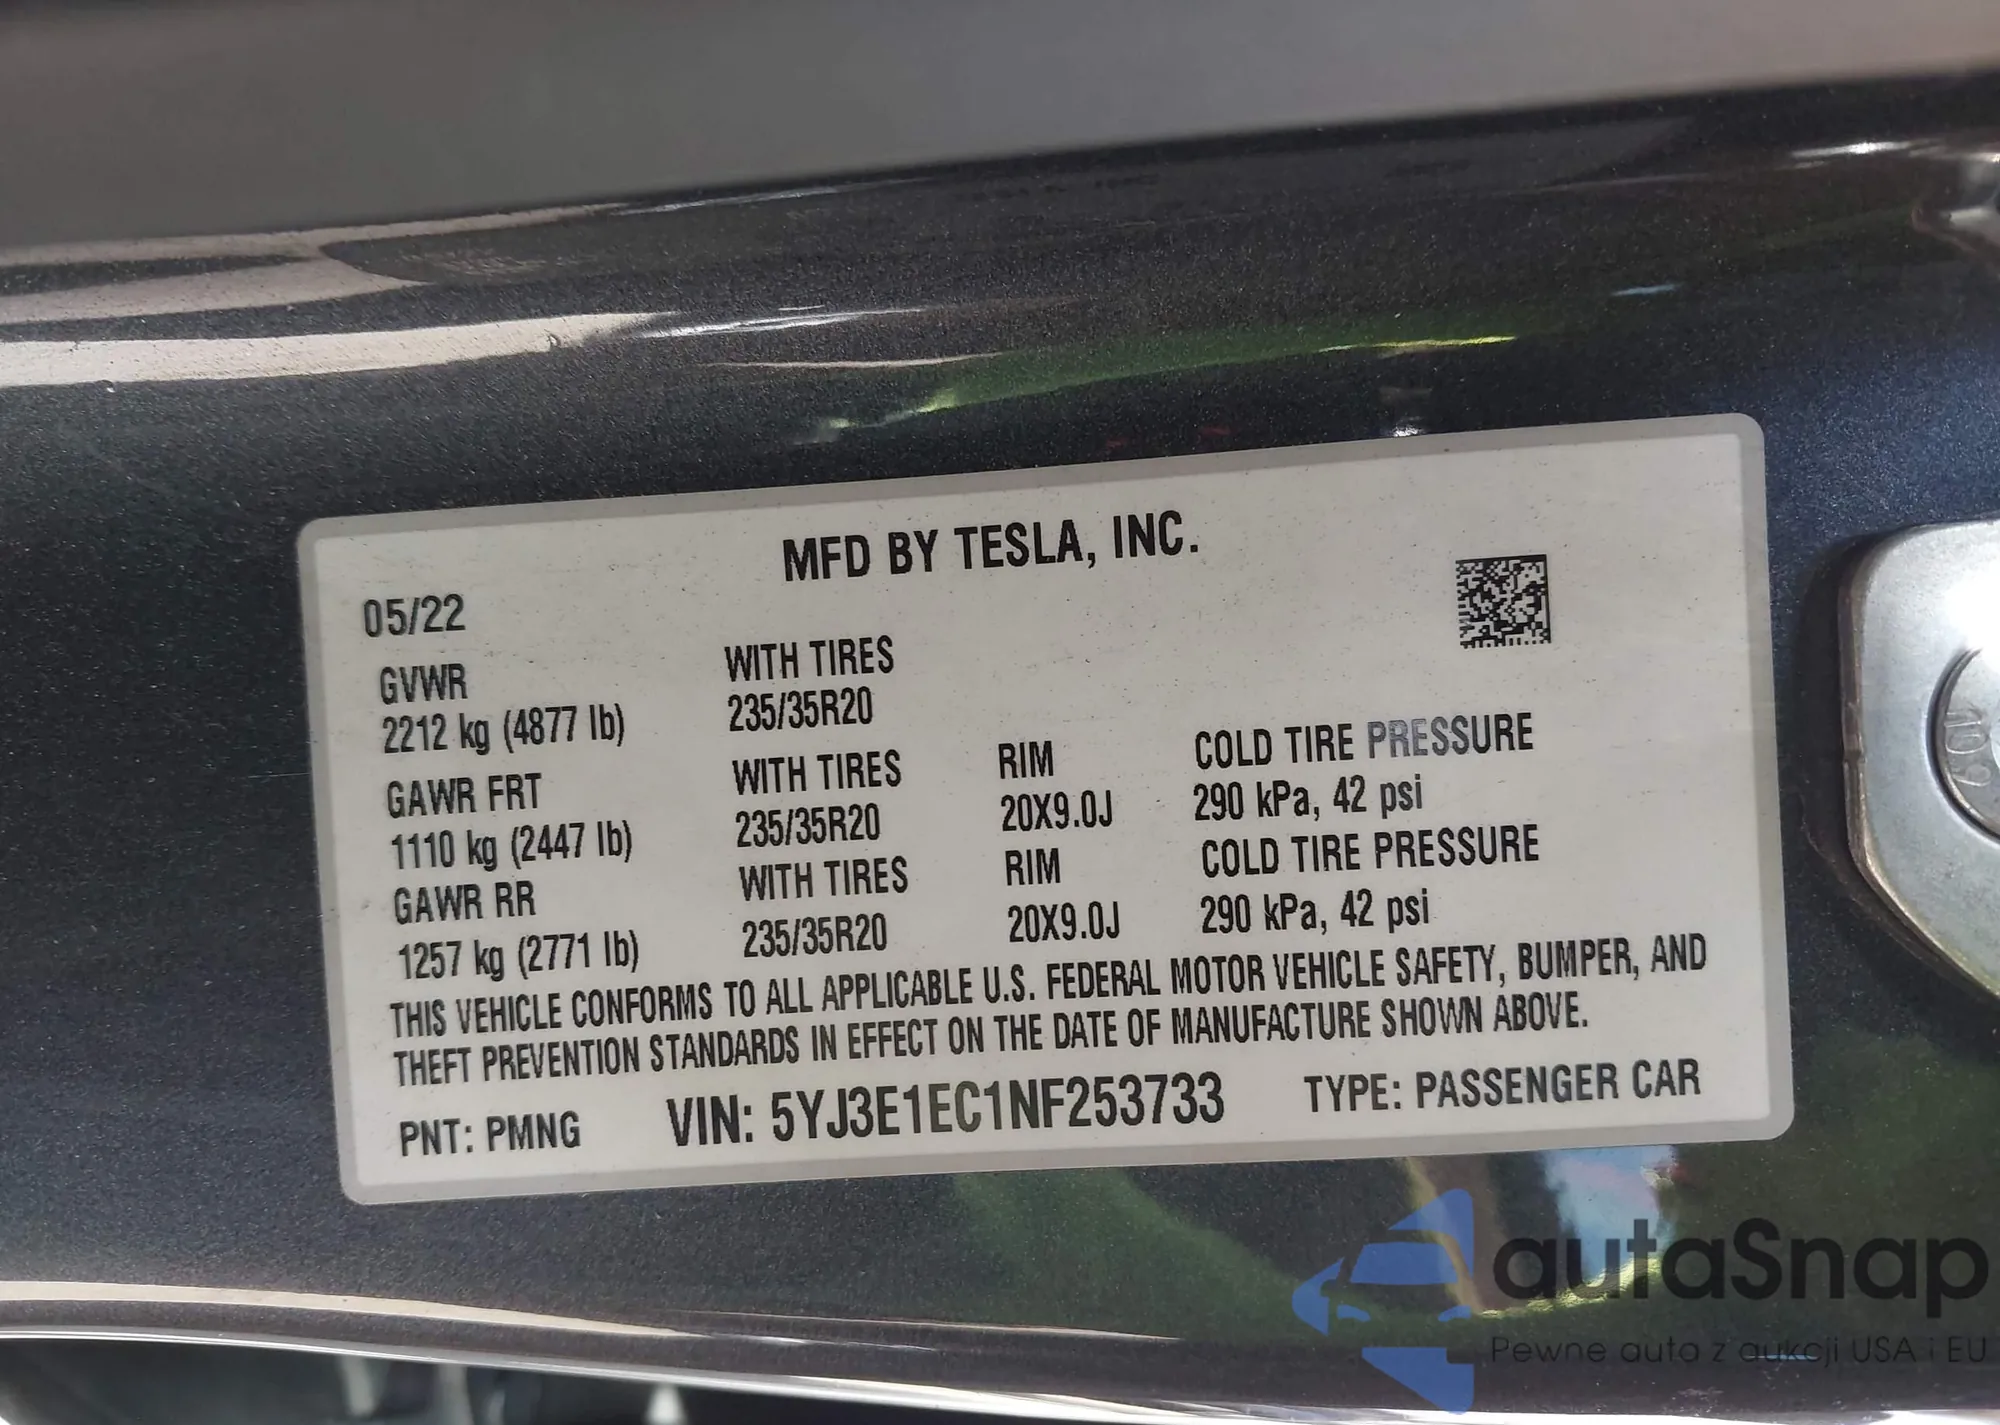 MFD BY TESLA, INC.
05/22
GVWR
2212 kg (4877 lb)
WITH TIRES
235/35R20
GAWR FRT
1110 kg (2447 lb)
WITH TIRES
235/35R20
RIM
20X9.0J
COLD TIRE PRESSURE
290 kPa, 42 psi
GAWR RR
1257 kg (2771 lb)
WITH TIRES
235/35R20
RIM
20X9.0J
COLD TIRE PRESSURE
290 kPa, 42 psi
THIS VEHICLE CONFORMS TO ALL APPLICABLE U.S. FEDERAL MOTOR VEHICLE SAFETY, BUMPER, AND
THEFT PREVENTION STANDARDS IN EFFECT ON THE DATE OF MANUFACTURE SHOWN ABOVE.
PNT: PMNG
VIN: 5YJ3E1EC1NF253733
TYPE: PASSENGER CAR
autaSnap
Pewne auto z aukcji USA i EU